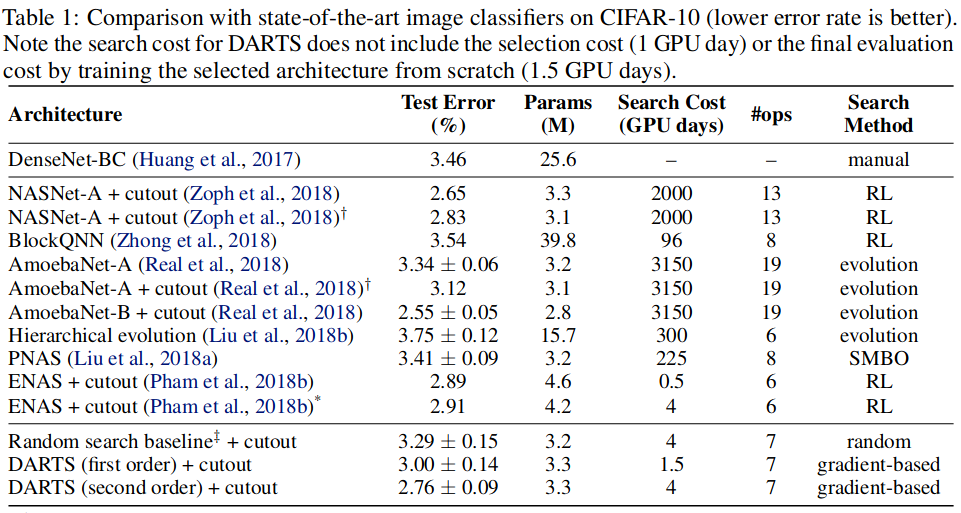 Table 1: Comparison with state-of-the-art image classifiers on CIFAR-10 (lower error rate is better).
Note the search cost for DARTS does not include the selection cost (1 GPU day) or the final evaluation
cost by training the selected architecture from scratch (1.5 GPU days).
Architecture Test Error (%) Params (M) Search Cost (GPU days) #ops Search Method
DenseNet-BC (Huang et al., 2017) 3.46 25.6 – – manual
NASNet-A + cutout (Zoph et al., 2018) 2.65 3.3 2000 13 RL
NASNet-A + cutout (Zoph et al., 2018)† 2.83 3.1 2000 13 RL
BlockQNN (Zhong et al., 2018) 3.54 39.8 96 8 RL
AmoebaNet-A (Real et al., 2018) 3.34 ± 0.06 3.2 3150 19 evolution
AmoebaNet-A + cutout (Real et al., 2018)† 3.12 3.1 3150 19 evolution
AmoebaNet-B + cutout (Real et al., 2018) 2.55 ± 0.05 2.8 3150 19 evolution
Hierarchical evolution (Liu et al., 2018b) 3.75 ± 0.12 15.7 300 6 evolution
PNAS (Liu et al., 2018a) 3.41 ± 0.09 3.2 225 8 SMBO
ENAS + cutout (Pham et al., 2018b) 2.89 4.6 0.5 6 RL
ENAS + cutout (Pham et al., 2018b)* 2.91 4.2 4 6 RL
Random search baseline‡ + cutout 3.29 ± 0.15 3.2 4 7 random
DARTS (first order) + cutout 3.00 ± 0.14 3.3 1.5 7 gradient-based
DARTS (second order) + cutout 2.76 ± 0.09 3.3 4 7 gradient-based